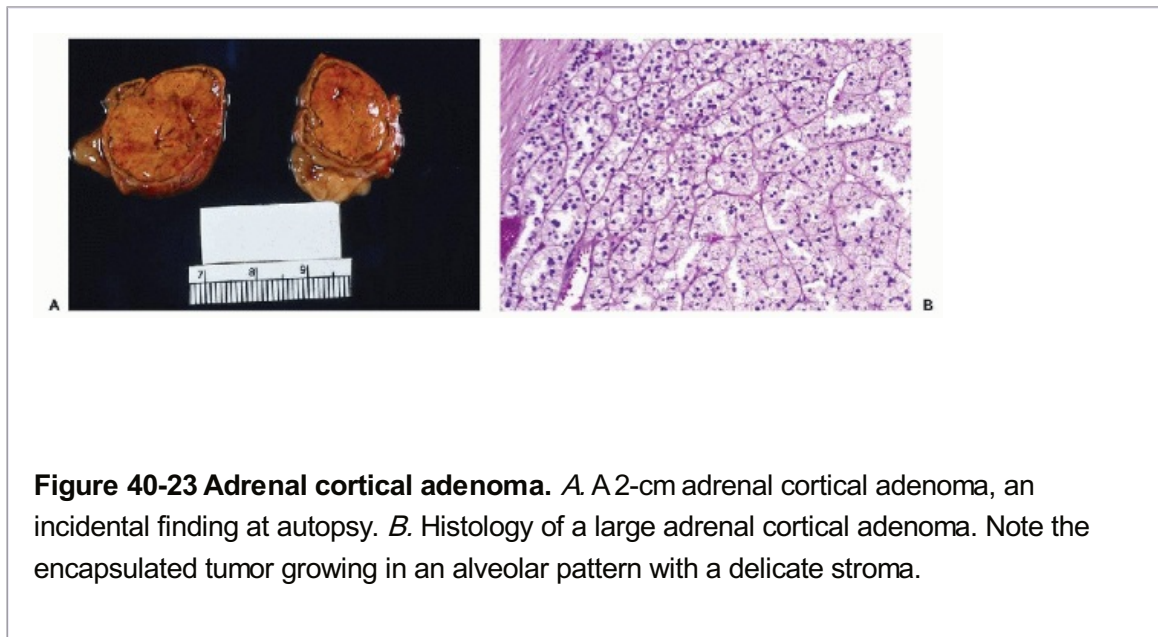 7 8 9
A B
Figure 40-23 Adrenal cortical adenoma. A. A 2-cm adrenal cortical adenoma, an
incidental finding at autopsy. B. Histology of a large adrenal cortical adenoma. Note the
encapsulated tumor growing in an alveolar pattern with a delicate stroma.